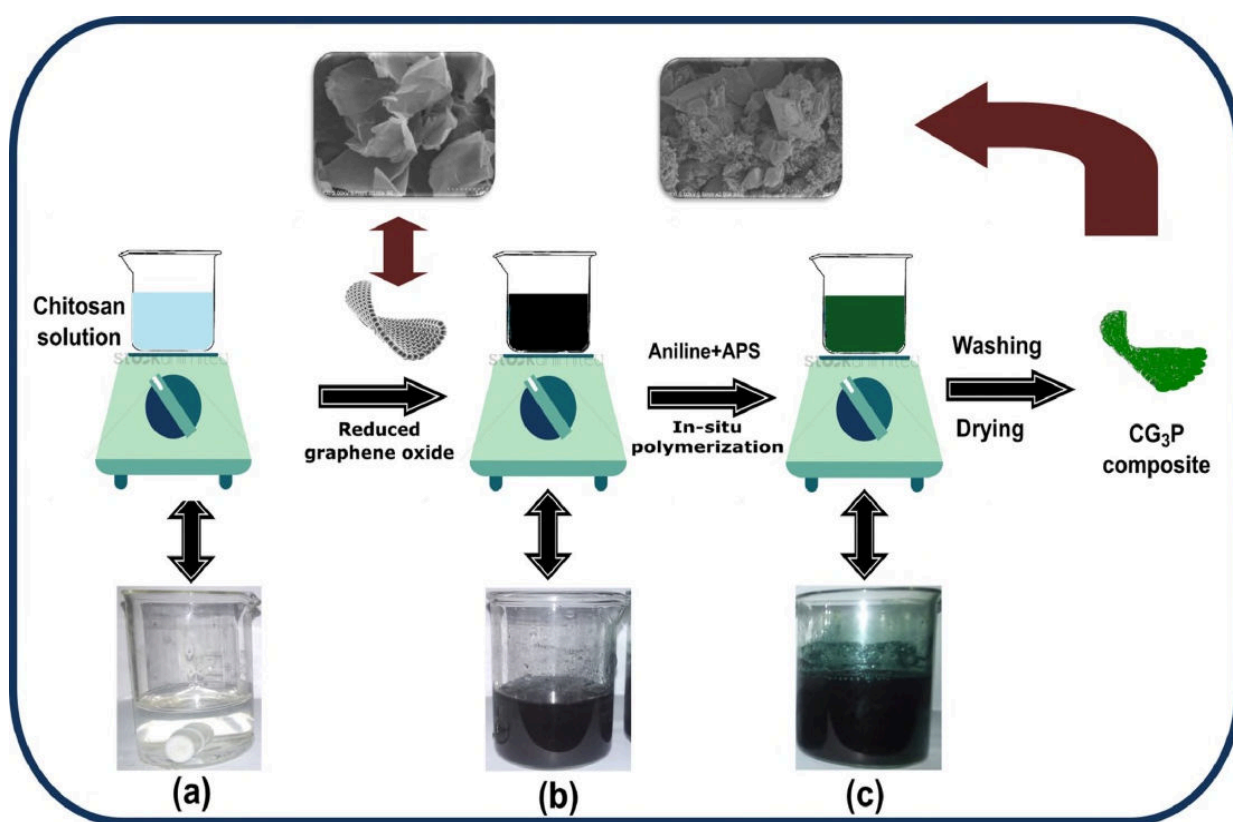 Chitosan
solution
Reduced
graphene oxide
Aniline+APS
In-situ
polymerization
Washing
Drying
CG₃P
composite
(a)
(b)
(c)